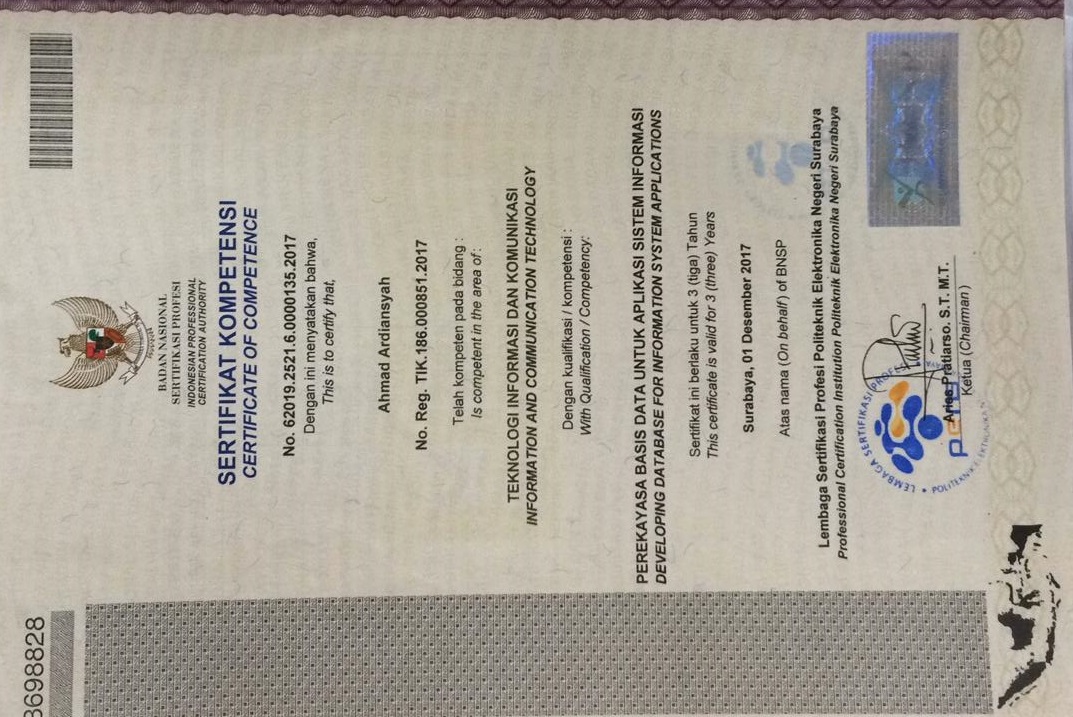 3698828
BADAN NASIONAL
SERTIFIKASI PROFESI
INDONESIAN PROFESSIONAL
CERTIFICATION AUTHORITY
SERTIFIKAT KOMPETENSI
CERTIFICATE OF COMPETENCE
No. 62019.2521.6.0000135.2017
Dengan ini menyatakan bahwa,
This is to certify that,
Ahmad Ardiansyah
No. Reg. TIK.186.000851.2017
Telah kompeten pada bidang :
Is competent in the area of:
TEKNOLOGI INFORMASI DAN KOMUNIKASI
INFORMATION AND COMMUNICATION TECHNOLOGY
Dengan kualifikasi / kompetensi :
With Qualification / Competency:
PEREKAYASA BASIS DATA UNTUK APLIKASI SISTEM INFORMASI
DEVELOPING DATABASE FOR INFORMATION SYSTEM APPLICATIONS
Sertifikat ini berlaku untuk 3 (tiga) Tahun
This certificate is valid for 3 (three) Years
Surabaya, 01 Desember 2017
Atas nama (On behalf) of BNSP
Lembaga Sertifikasi Profesi Politeknik Elektronika Negeri Surabaya
Professional Certification Institution Politeknik Elektronika Negeri Surabaya
LEMBAGA SERTIFIKASI PROFESI
Aries Pratiarso. S.T. M.T.
Ketua (Chairman)